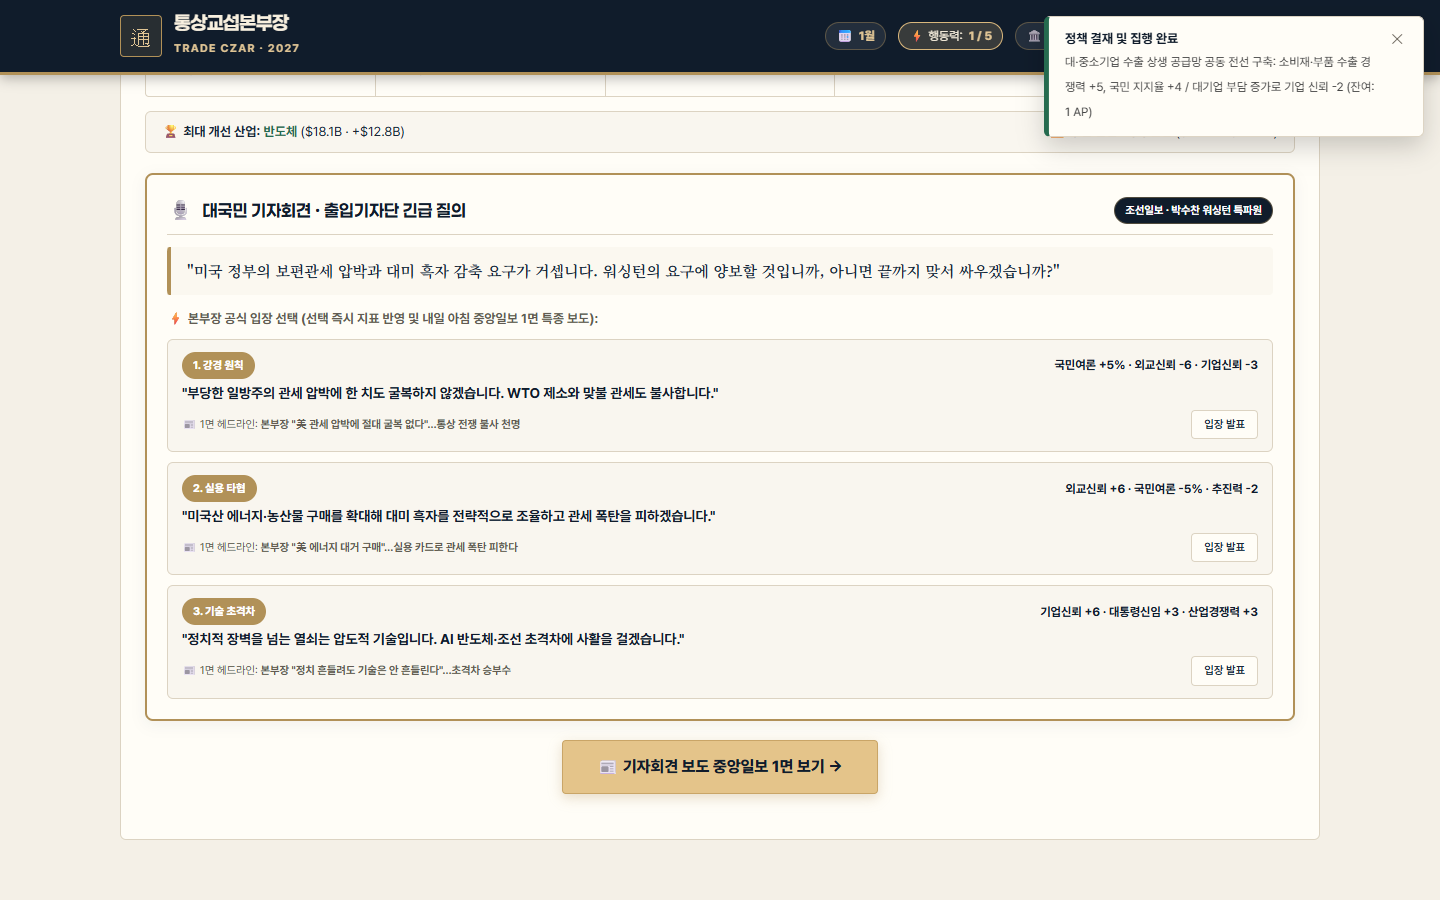 通
통상교섭본부장
TRADE CZAR · 2027
1월
행동력: 1 / 5
정책 결재 및 집행 완료
대·중소기업 수출 상생 공급망 공동 전선 구축: 소비재·부품 수출 경
쟁력 +5, 국민 지지율 +4 / 대기업 부담 증가로 기업 신뢰 -2 (잔여:
1 AP)
최대 개선 산업: 반도체 ($18.1B · +$12.8B)
대국민 기자회견 · 출입기자단 긴급 질의
조선일보 · 박수찬 워싱턴 특파원
"미국 정부의 보편관세 압박과 대미 흑자 감축 요구가 거셉니다. 워싱턴의 요구에 양보할 것입니까, 아니면 끝까지 맞서 싸우겠습니까?"
본부장 공식 입장 선택 (선택 즉시 지표 반영 및 내일 아침 중앙일보 1면 특종 보도):
1. 강경 원칙
국민여론 +5% · 외교신뢰 -6 · 기업신뢰 -3
"부당한 일방주의 관세 압박에 한 치도 굴복하지 않겠습니다. WTO 제소와 맞불 관세도 불사합니다."
1면 헤드라인: 본부장 "美 관세 압박에 절대 굴복 없다"...통상 전쟁 불사 천명
입장 발표
2. 실용 타협
외교신뢰 +6 · 국민여론 -5% · 추진력 -2
"미국산 에너지·농산물 구매를 확대해 대미 흑자를 전략적으로 조율하고 관세 폭탄을 피하겠습니다."
1면 헤드라인: 본부장 "美 에너지 대거 구매"...실용 카드로 관세 폭탄 피한다
입장 발표
3. 기술 초격차
기업신뢰 +6 · 대통령신임 +3 · 산업경쟁력 +3
"정치적 장벽을 넘는 열쇠는 압도적 기술입니다. AI 반도체·조선 초격차에 사활을 걸겠습니다."
1면 헤드라인: 본부장 "정치 흔들려도 기술은 안 흔들린다"...초격차 승부수
입장 발표
기자회견 보도 중앙일보 1면 보기 →